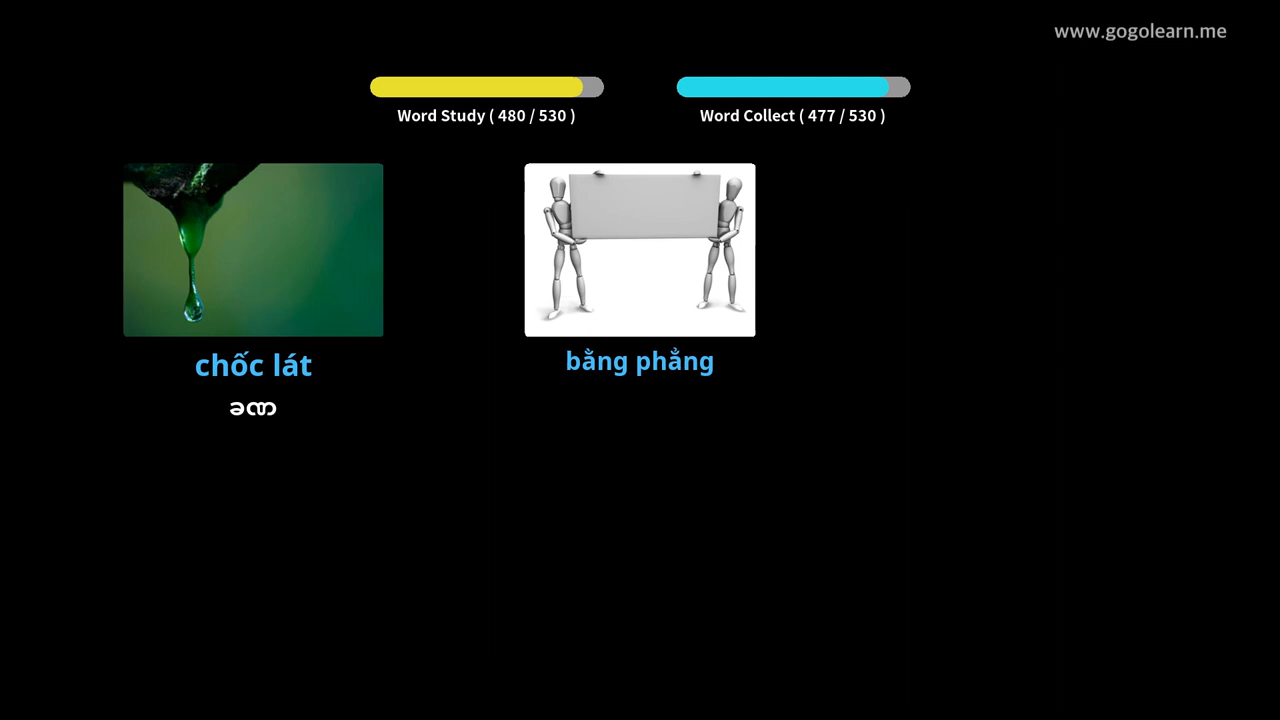 www.gogolearn.me
Word Study ( 480 / 530 )
Word Collect ( 477 / 530 )
chốc lát
ခဏ
bằng phẳng